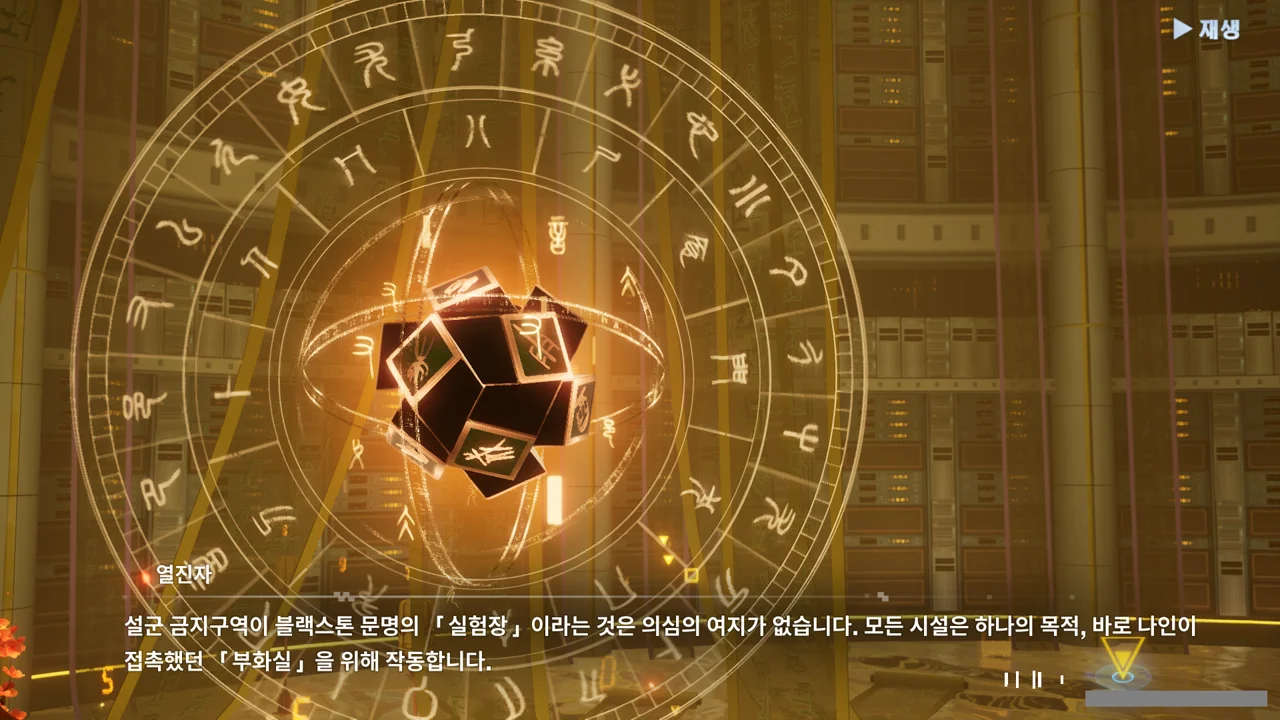 재생
열진자
설군 금지구역이 블랙스톤 문명의 「실험장」이라는 것은 의심의 여지가 없습니다. 모든 시설은 하나의 목적, 바로 나인이
접촉했던 「부화실」을 위해 작동합니다.